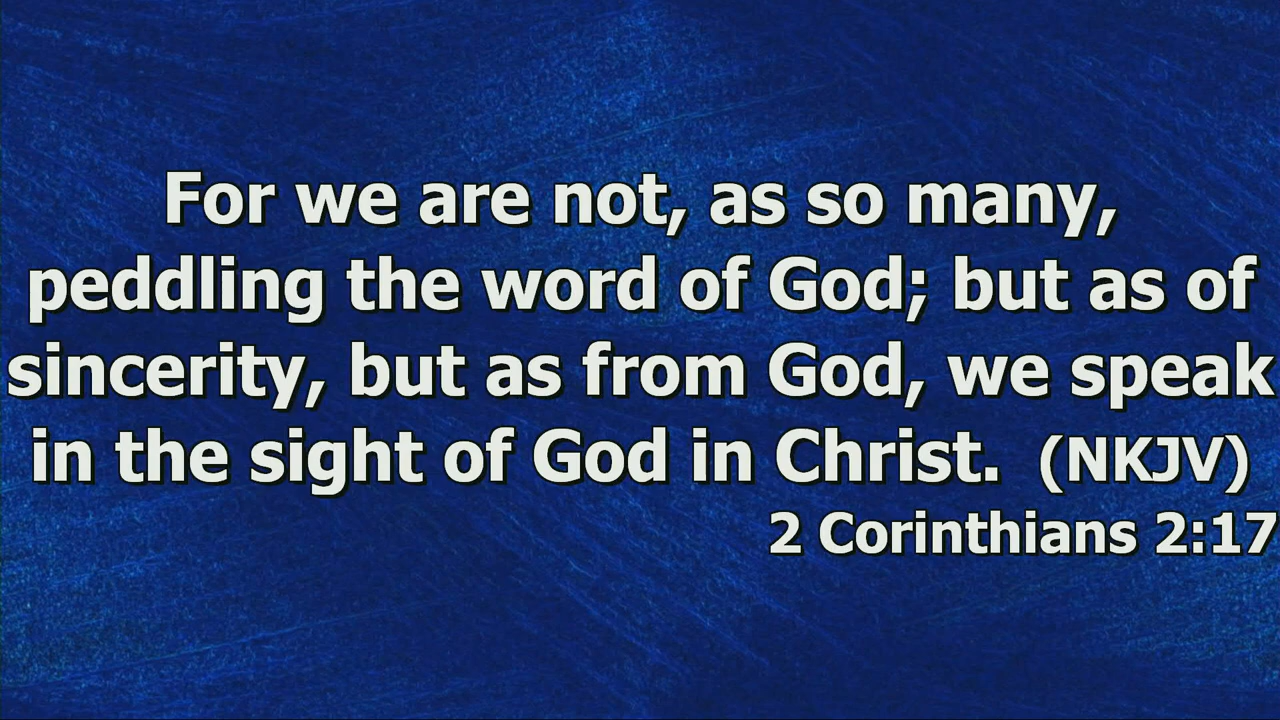 For we are not, as so many,
peddling the word of God; but as of
sincerity, but as from God, we speak
in the sight of God in Christ. (NKJV)
2 Corinthians 2:17